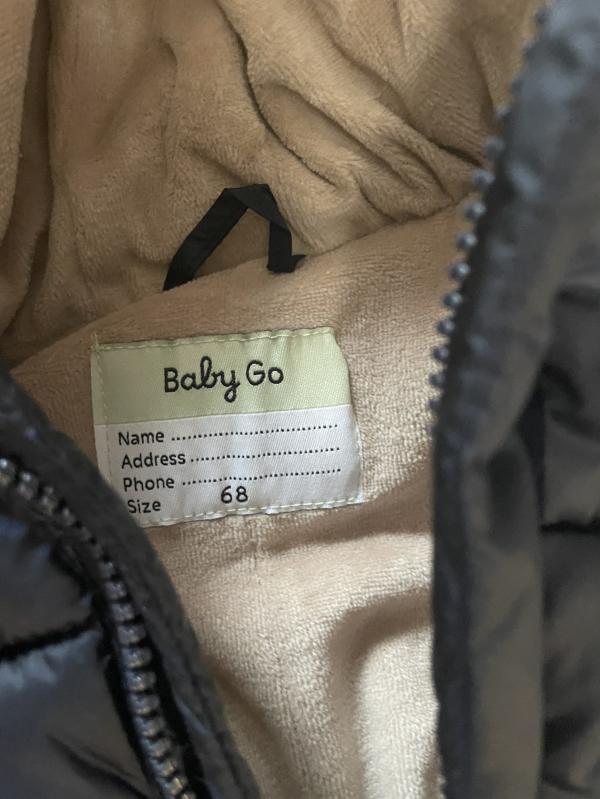 Baby Go
Name ................................
Address ............................
Phone ..............................
Size 68